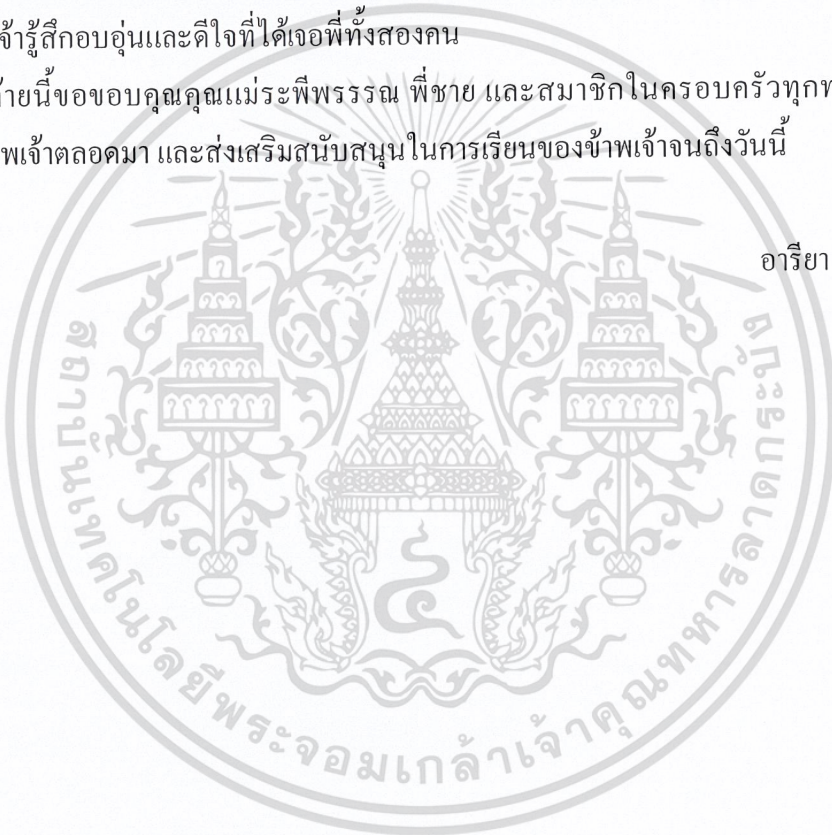 จ้ารู้สึกอบอุ่นและดีใจที่ได้เจอพี่ทั้งสองคน
ายนี้ขอขอบคุณคุณแม่ระพีพรรรณ พี่ชาย และสมาชิกในครอบครัวทุกท
พเจ้าตลอดมา และส่งเสริมสนับสนุนในการเรียนของข้าพเจ้าจนถึงวันนี้
อารียา
สถาบันเทคโนโลยีพระจอมเกล้าเจ้าคุณทหารลาดกระบัง